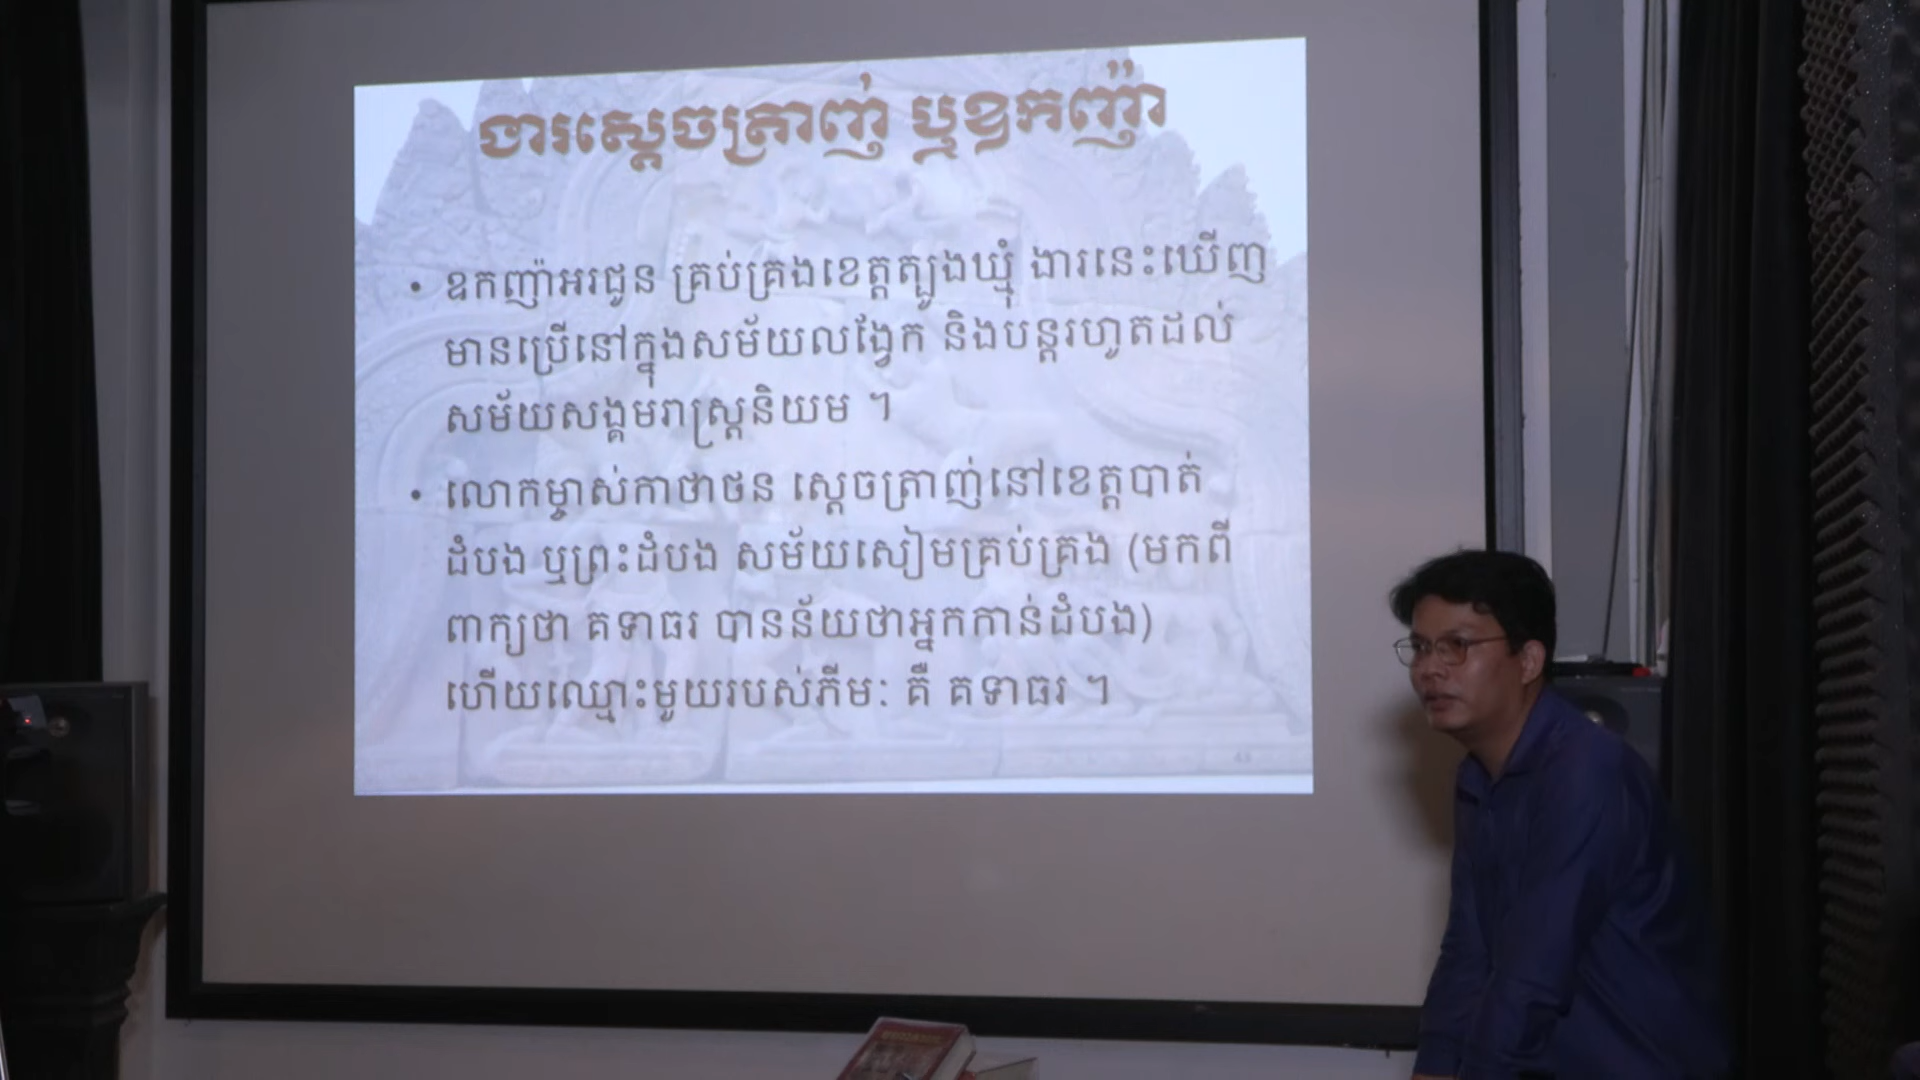 ងារស្ដេចត្រាញ់ ឬឧកញ៉ា
• ឧកញ៉ាអរជូន គ្រប់គ្រងខេត្តត្បូងឃ្មុំ ងារនេះឃើញ
មានប្រើនៅក្នុងសម័យលង្វែក និងបន្តរហូតដល់
សម័យសង្គមរាស្ត្រនិយម ។
• លោកម្ចាស់កាថាថន ស្ដេចត្រាញ់នៅខេត្តបាត់
ដំបង ឬព្រះដំបង សម័យសៀមគ្រប់គ្រង (មកពី
ពាក្យថា គទាធរ បានន័យថាអ្នកកាន់ដំបង)
ហើយឈ្មោះមួយរបស់ភីមៈ គឺ គទាធរ ។